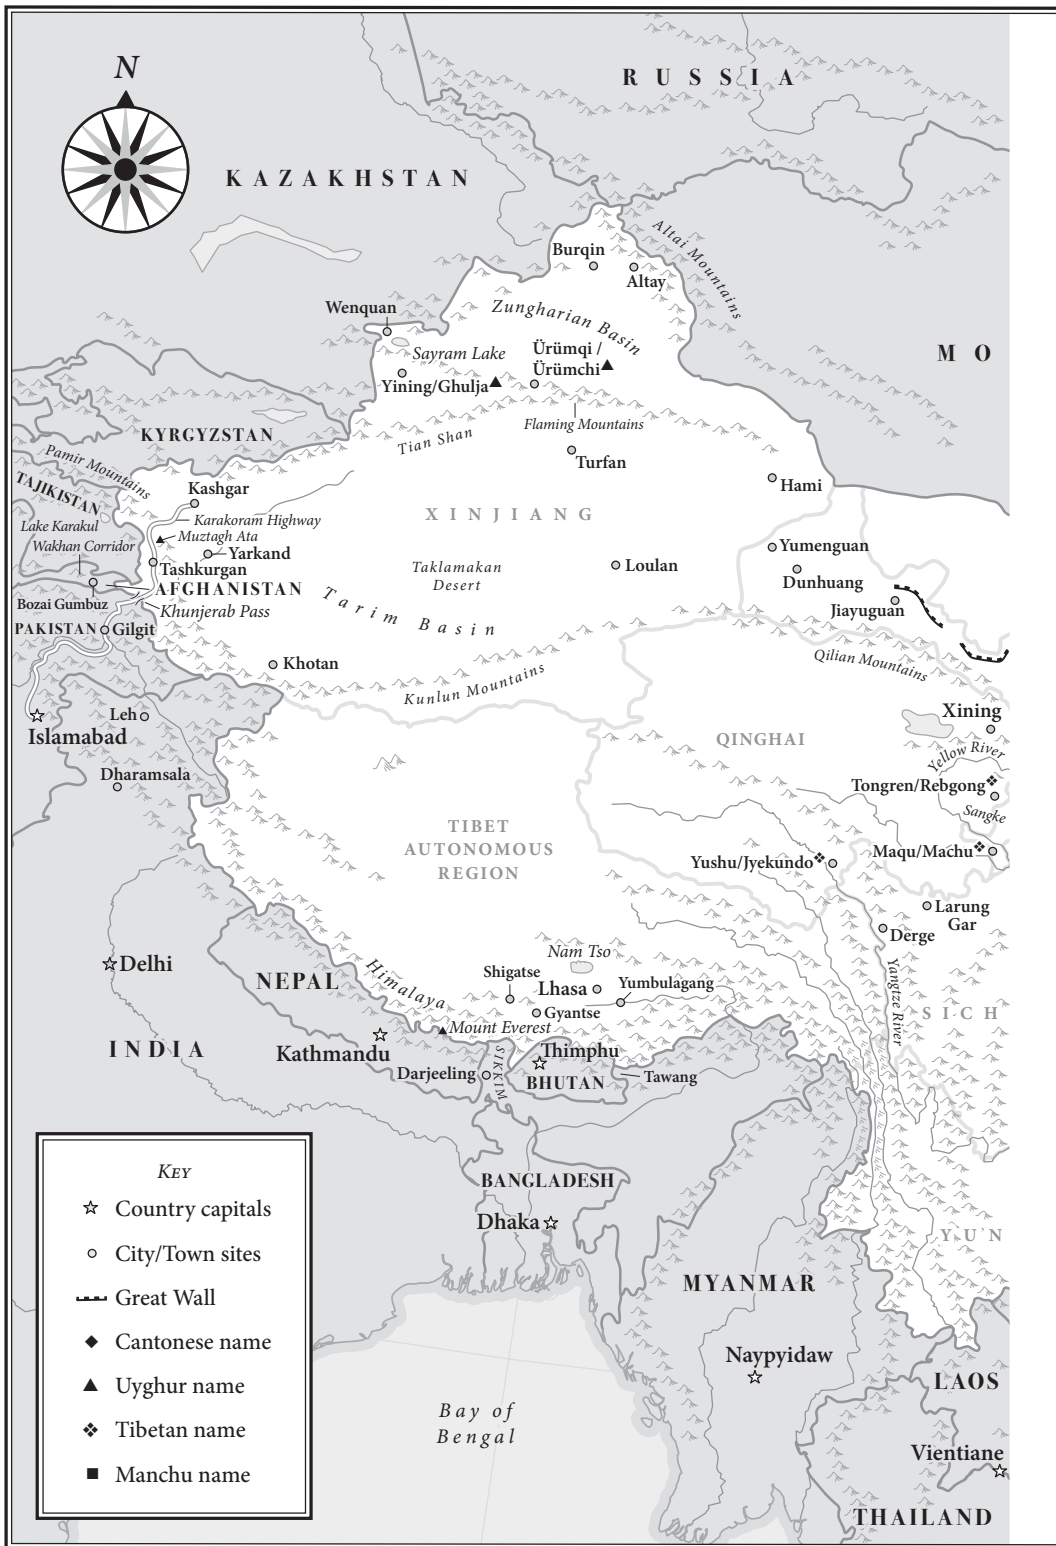 N
RUSSIA
KAZAKHSTAN
Altai Mountains
Burqin
Altay
Wenquan
Zungharian Basin
Sayram Lake
Ürümqi /
Ürümchi
MO
Yining/Ghulja
Flaming Mountains
KYRGYZSTAN
Tian Shan
Pamir Mountains
Turfan
TAJIKISTAN
Kashgar
Hami
Lake Karakul
Karakoram Highway
XINJIANG
Wakhan Corridor
Muztagh Ata
Yarkand
Yumenguan
Tashkurgan
Taklamakan
Desert
Loulan
Dunhuang
AFGHANISTAN
Bozai Gumbuz
Khunjerab Pass
Tarim Basin
Jiayuguan
PAKISTAN
Gilgit
Khotan
Kunlun Mountains
Qilian Mountains
Leh
Xining
Islamabad
QINGHAI
Yellow River
Dharamsala
Tongren/Rebgong
Sangke
TIBET
AUTONOMOUS
REGION
Yushu/Jyekundo
Maqu/Machu
Larung
Gar
Derge
Delhi
Nam Tso
NEPAL
Himalaya
Shigatse
Lhasa
Yumbulagang
Yangtze River
Gyantse
SICH
Mount Everest
INDIA
Kathmandu
Thimphu
SIKKIM
Darjeeling
BHUTAN
Tawang
KEY
Country capitals
City/Town sites
Great Wall
Cantonese name
Uyghur name
Tibetan name
Manchu name
BANGLADESH
Dhaka
YUN
MYANMAR
Naypyidaw
LAOS
Bay of
Bengal
Vientiane
THAILAND